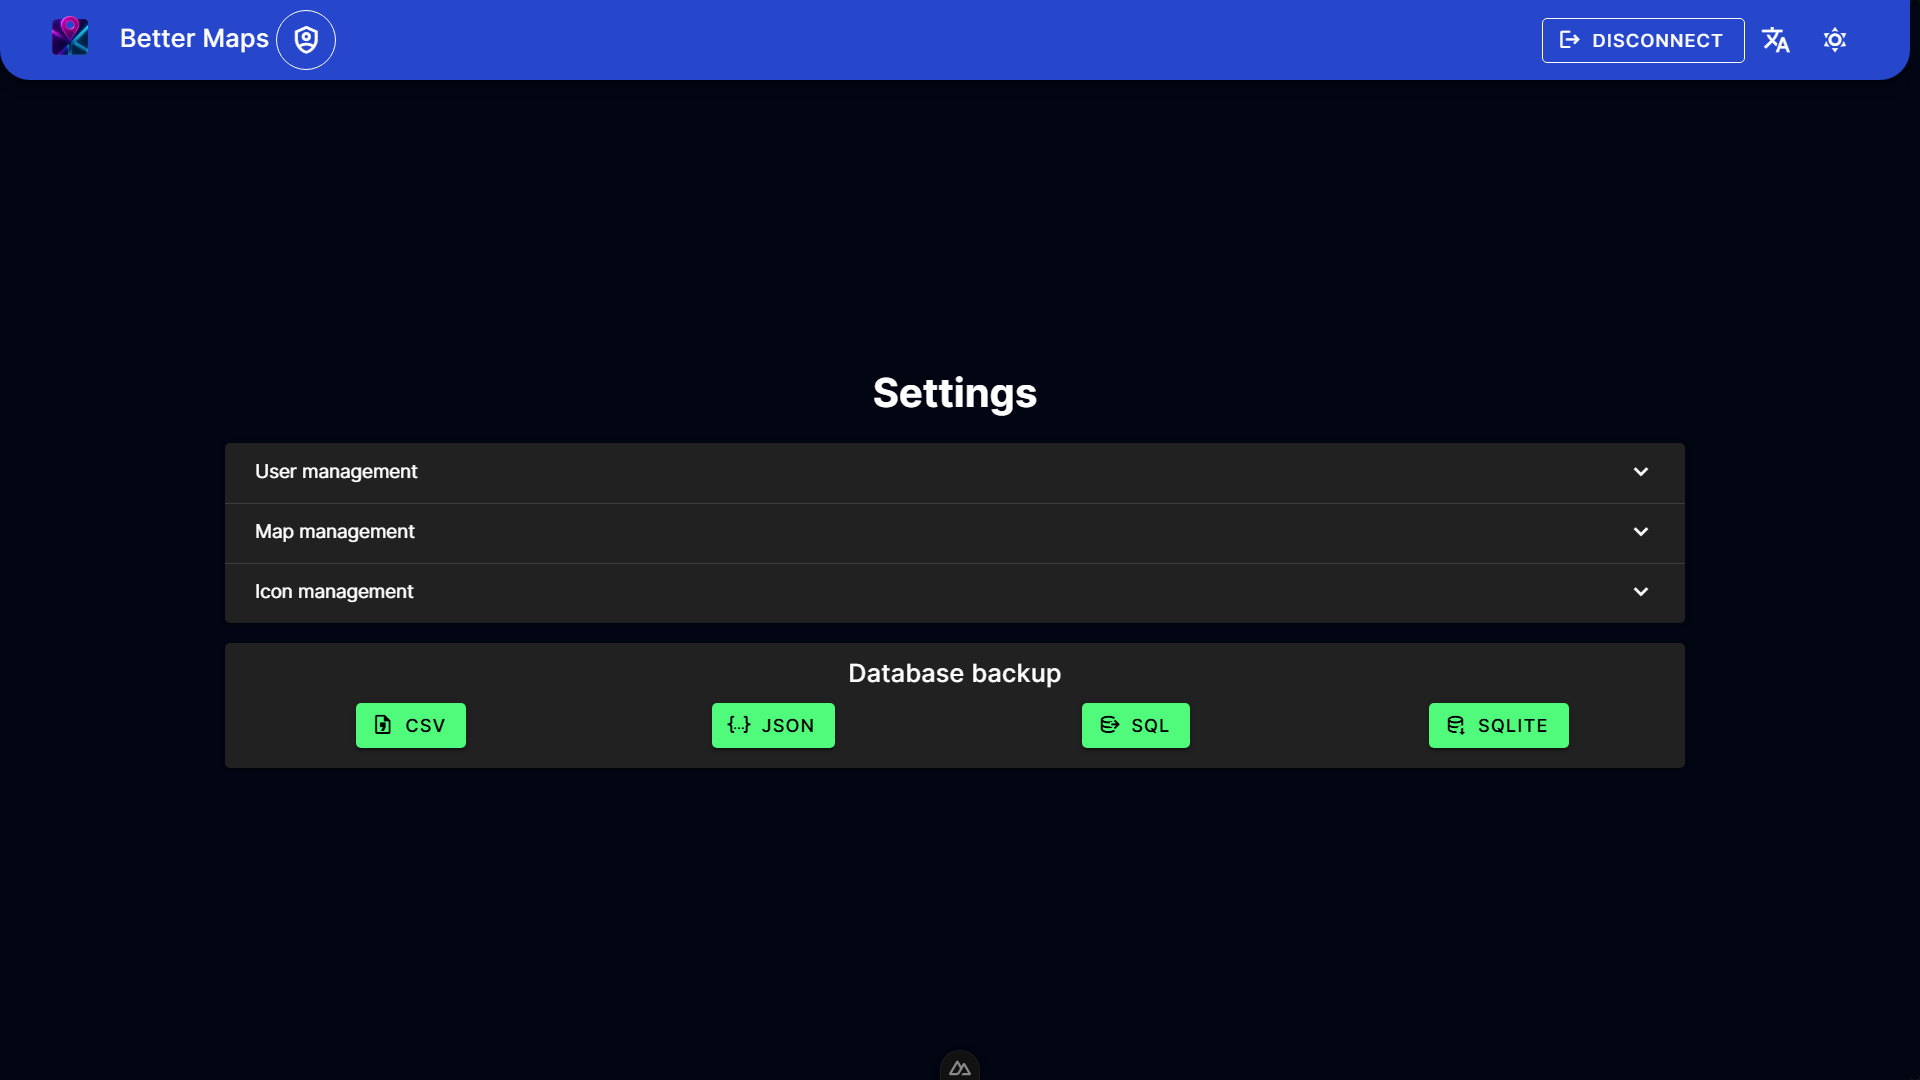 Better Maps
DISCONNECT
Settings
User management
Map management
Icon management
Database backup
CSV
JSON
SQL
SQLITE